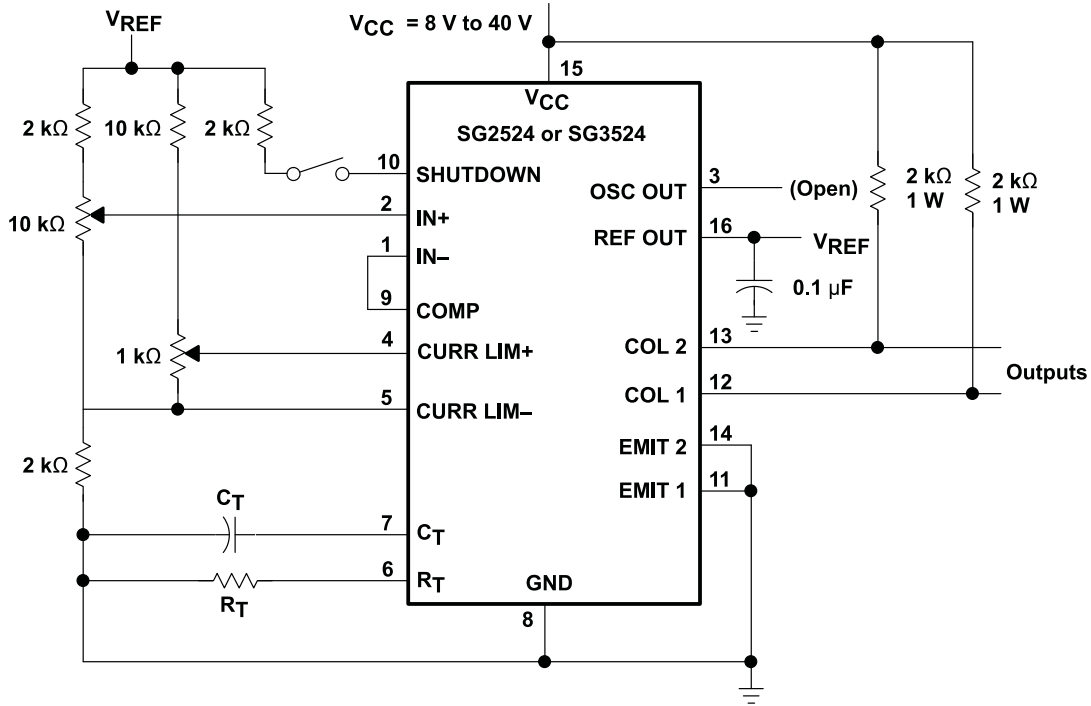 VREF
VCC = 8 V to 40 V
15
VCC
SG2524 or SG3524
2 kΩ
10 kΩ
2 kΩ
10
SHUTDOWN
3
OSC OUT
(Open)
2 kΩ
1 W
2 kΩ
1 W
10 kΩ
2
IN+
REF OUT
16
VREF
1
IN–
0.1 µF
9
COMP
1 kΩ
4
CURR LIM+
COL 2
13
Outputs
COL 1
12
5
CURR LIM–
EMIT 2
14
2 kΩ
EMIT 1
11
CT
7
CT
6
RT
RT
GND
8